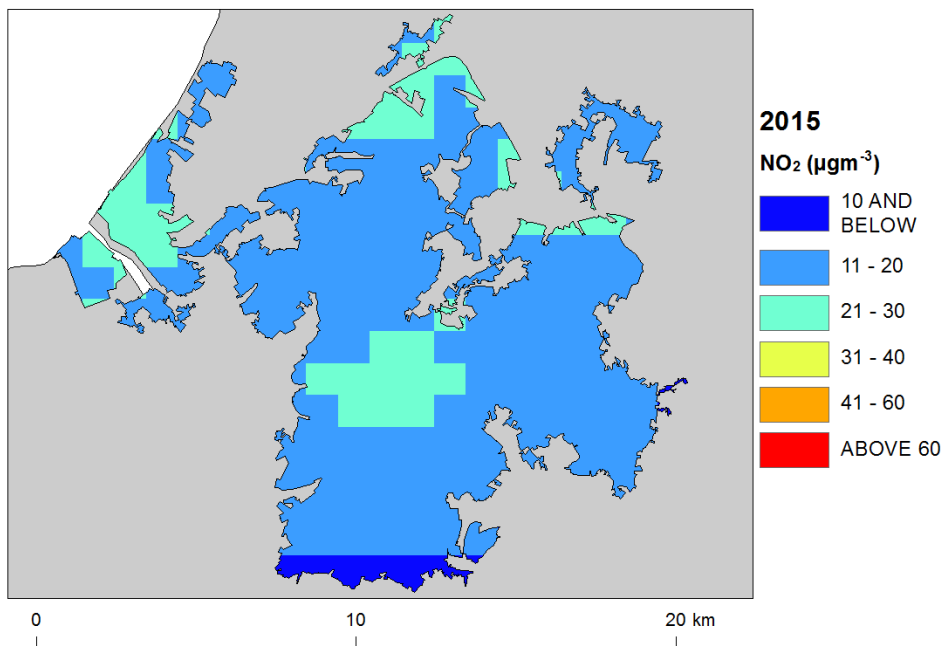 2015
NO₂ (µgm⁻³)
10 AND
BELOW
11 - 20
21 - 30
31 - 40
41 - 60
ABOVE 60
0 10 20 km